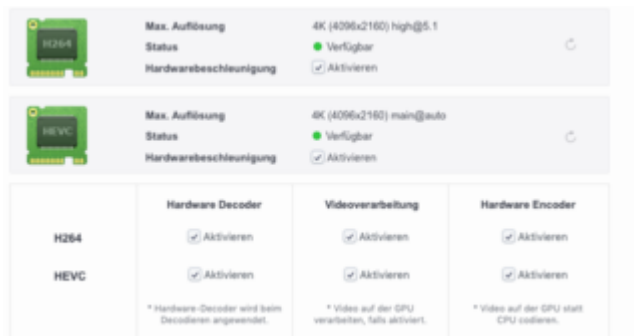 H264
Max. Auflösung 4K (4096x2160) high@5.1
Status Verfügbar
Hardwarebeschleunigung Aktivieren
HEVC
Max. Auflösung 4K (4096x2160) main@auto
Status Verfügbar
Hardwarebeschleunigung Aktivieren
Hardware Decoder Videoverarbeitung Hardware Encoder
H264 Aktivieren Aktivieren Aktivieren
HEVC Aktivieren Aktivieren Aktivieren
* Hardware-Decoder wird beim * Video auf der GPU * Video auf der GPU statt
Decodieren angewendet. verarbeiten, falls aktiviert. CPU codieren.